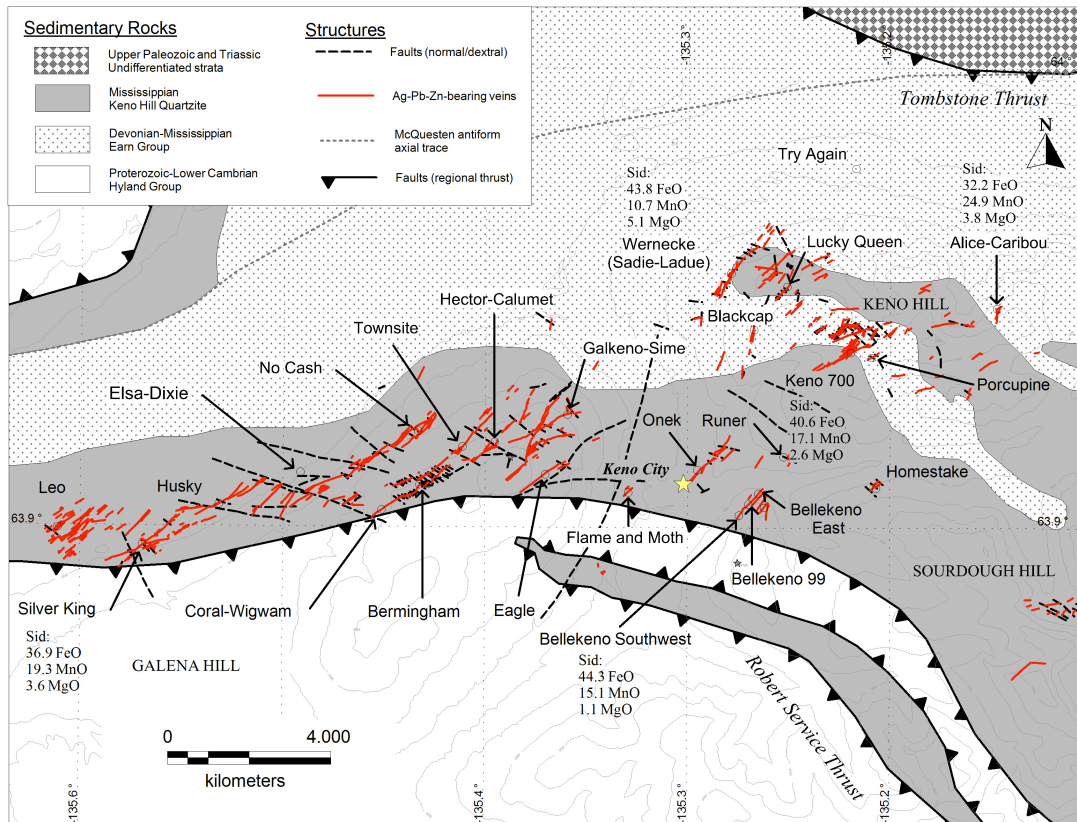 Sedimentary Rocks
Upper Paleozoic and Triassic
Undifferentiated strata
Mississippian
Keno Hill Quartzite
Devonian-Mississippian
Earn Group
Proterozoic-Lower Cambrian
Hyland Group
Structures
Faults (normal/dextral)
Ag-Pb-Zn-bearing veins
McQuesten antiform
axial trace
Faults (regional thrust)
-135.3
-135.2
64 °
Tombstone Thrust
N
Try Again
Sid:
43.8 FeO
10.7 MnO
5.1 MgO
Sid:
32.2 FeO
24.9 MnO
3.8 MgO
Wernecke
(Sadie-Ladue)
Lucky Queen
Alice-Caribou
Hector-Calumet
KENO HILL
Blackcap
Townsite
Galkeno-Sime
No Cash
Keno 700
Porcupine
Elsa-Dixie
Sid:
40.6 FeO
17.1 MnO
2.6 MgO
Onek
Runer
Keno City
Homestake
Leo
Husky
63.9 °
Bellekeno
East
63.9 °
Flame and Moth
SOURDOUGH HILL
Bellekeno 99
Silver King
Coral-Wigwam
Bermingham
Eagle
Bellekeno Southwest
Sid:
36.9 FeO
19.3 MnO
3.6 MgO
GALENA HILL
Sid:
44.3 FeO
15.1 MnO
1.1 MgO
Robert Service Thrust
0
4.000
kilometers
-135.6
-135.4
-135.3
-135.2